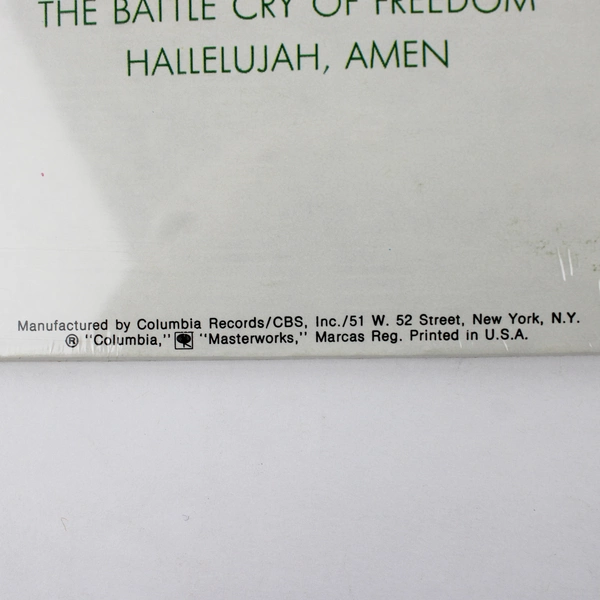 THE BATTLE CRY OF FREEDOM
HALLELUJAH, AMEN
Manufactured by Columbia Records/CBS, Inc./51 W. 52 Street, New York, N.Y.
® "Columbia," "Masterworks," Marcas Reg. Printed in U.S.A.